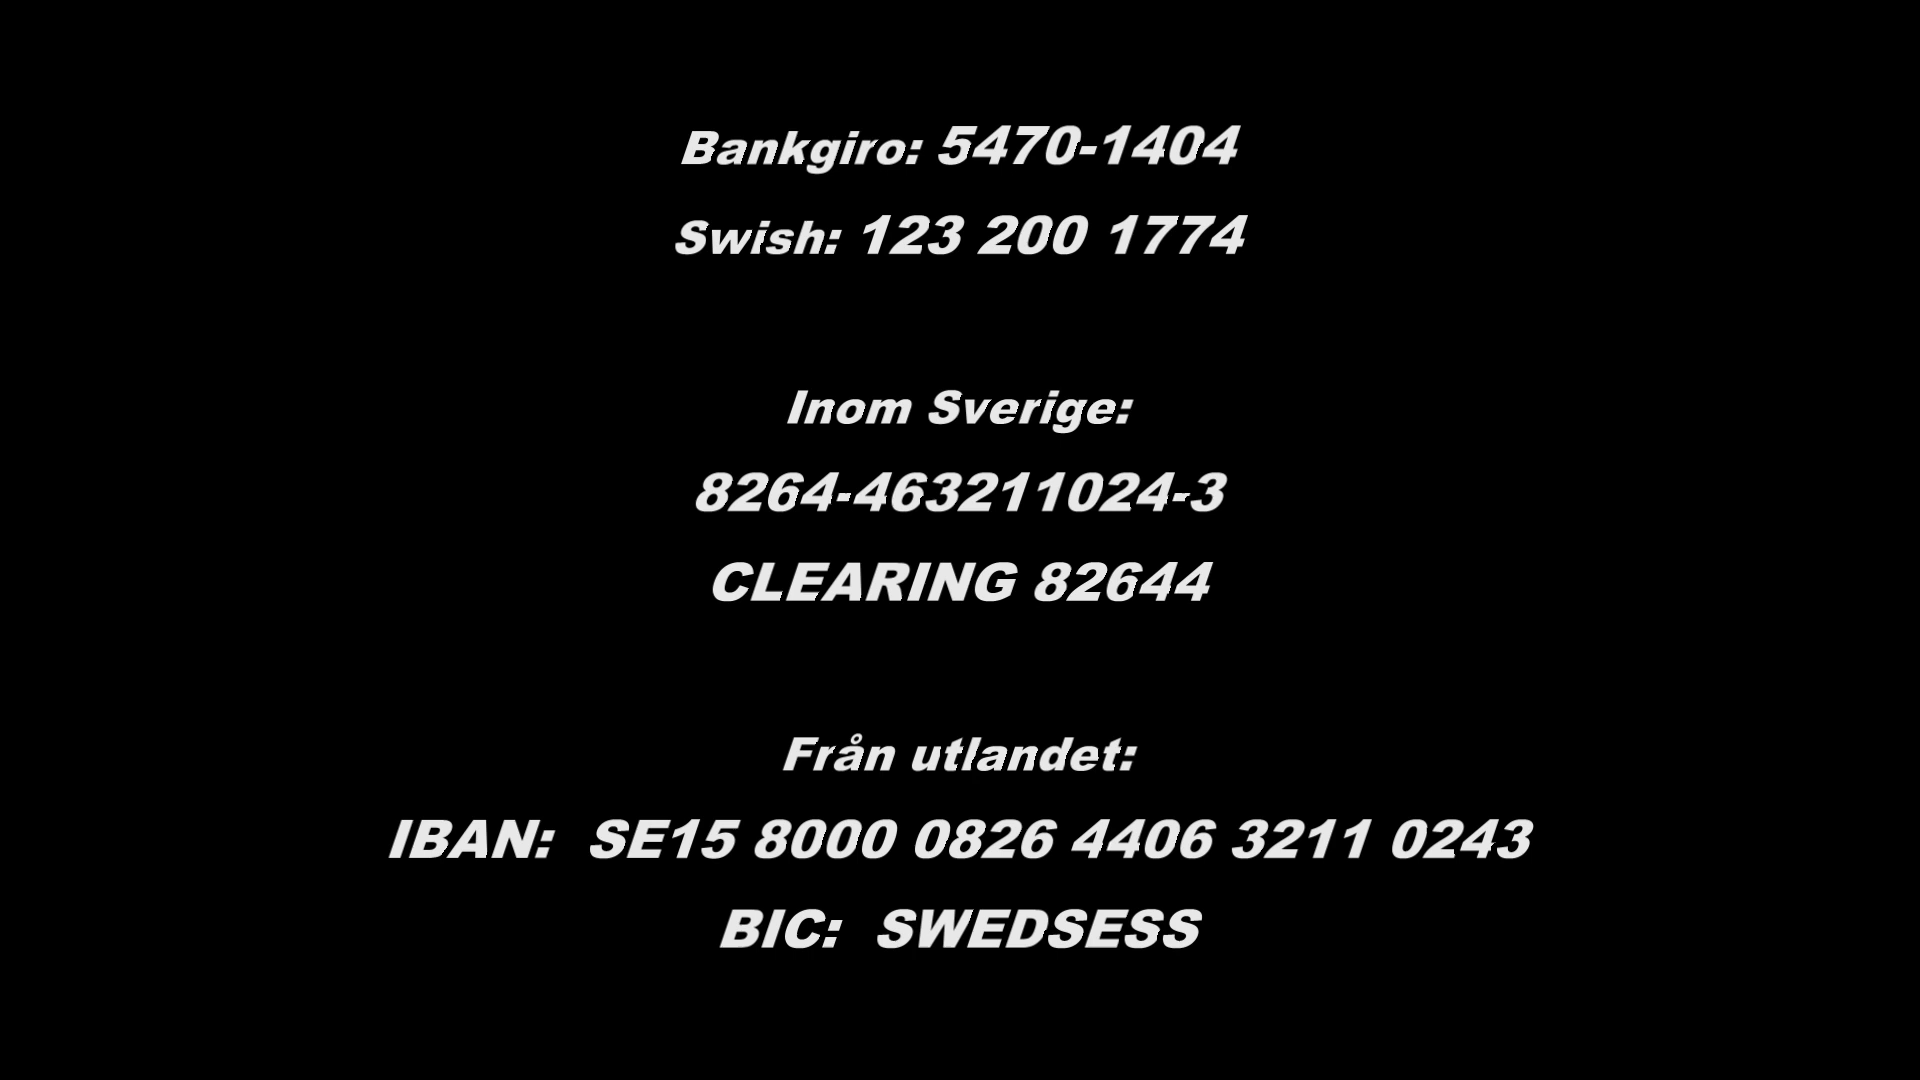 Bankgiro: 5470-1404
Swish: 123 200 1774
Inom Sverige:
8264-463211024-3
CLEARING 82644
Från utlandet:
IBAN:  SE15 8000 0826 4406 3211 0243
BIC:  SWEDSESS